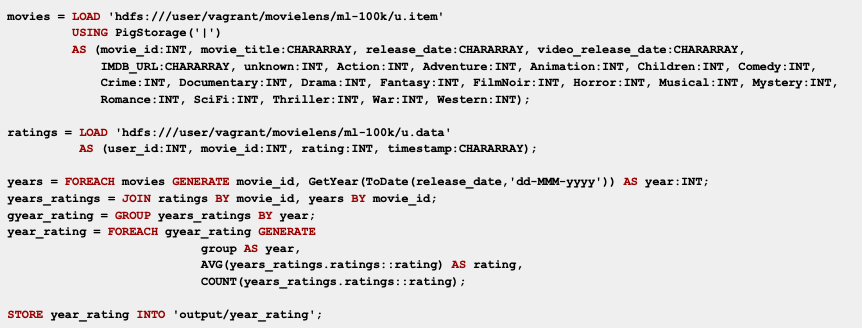 movies = LOAD 'hdfs:///user/vagrant/movielens/ml-100k/u.item'
         USING PigStorage('|')
         AS (movie_id:INT, movie_title:CHARARRAY, release_date:CHARARRAY, video_release_date:CHARARRAY,
             IMDB_URL:CHARARRAY, unknown:INT, Action:INT, Adventure:INT, Animation:INT, Children:INT, Comedy:INT,
             Crime:INT, Documentary:INT, Drama:INT, Fantasy:INT, FilmNoir:INT, Horror:INT, Musical:INT, Mystery:INT,
             Romance:INT, SciFi:INT, Thriller:INT, War:INT, Western:INT);

ratings = LOAD 'hdfs:///user/vagrant/movielens/ml-100k/u.data'
          AS (user_id:INT, movie_id:INT, rating:INT, timestamp:CHARARRAY);

years = FOREACH movies GENERATE movie_id, GetYear(ToDate(release_date,'dd-MMM-yyyy')) AS year:INT;
years_ratings = JOIN ratings BY movie_id, years BY movie_id;
gyear_rating = GROUP years_ratings BY year;
year_rating = FOREACH gyear_rating GENERATE
                           group AS year,
                           AVG(years_ratings.ratings::rating) AS rating,
                           COUNT(years_ratings.ratings::rating);

STORE year_rating INTO 'output/year_rating';